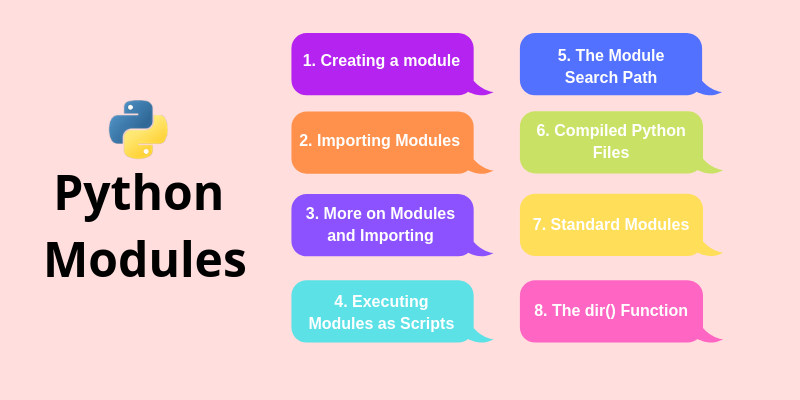 Python
Modules
1. Creating a module
2. Importing Modules
3. More on Modules
and Importing
4. Executing
Modules as Scripts
5. The Module
Search Path
6. Compiled Python
Files
7. Standard Modules
8. The dir() Function